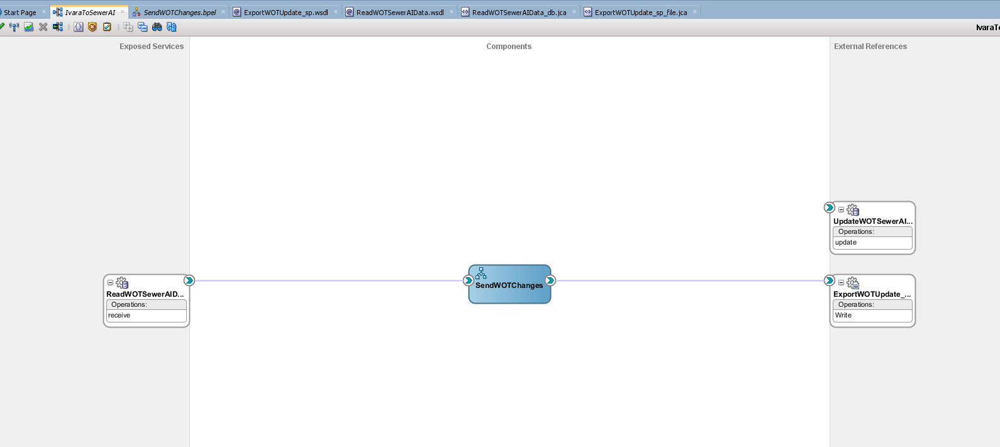 Start Page
IvaraToSewerAI
SendWOTChanges.bpel
ExportWOTUpdate_sp.wsdl
ReadWOTSewerAIData.wsdl
ReadWOTSewerAIData_db.jca
ExportWOTUpdate_sp_file.jca
IvaraTo
Exposed Services
Components
External References
UpdateWOTSewerAI...
Operations:
update
ReadWOTSewerAID...
Operations:
receive
SendWOTChanges
ExportWOTUpdate_...
Operations:
Write